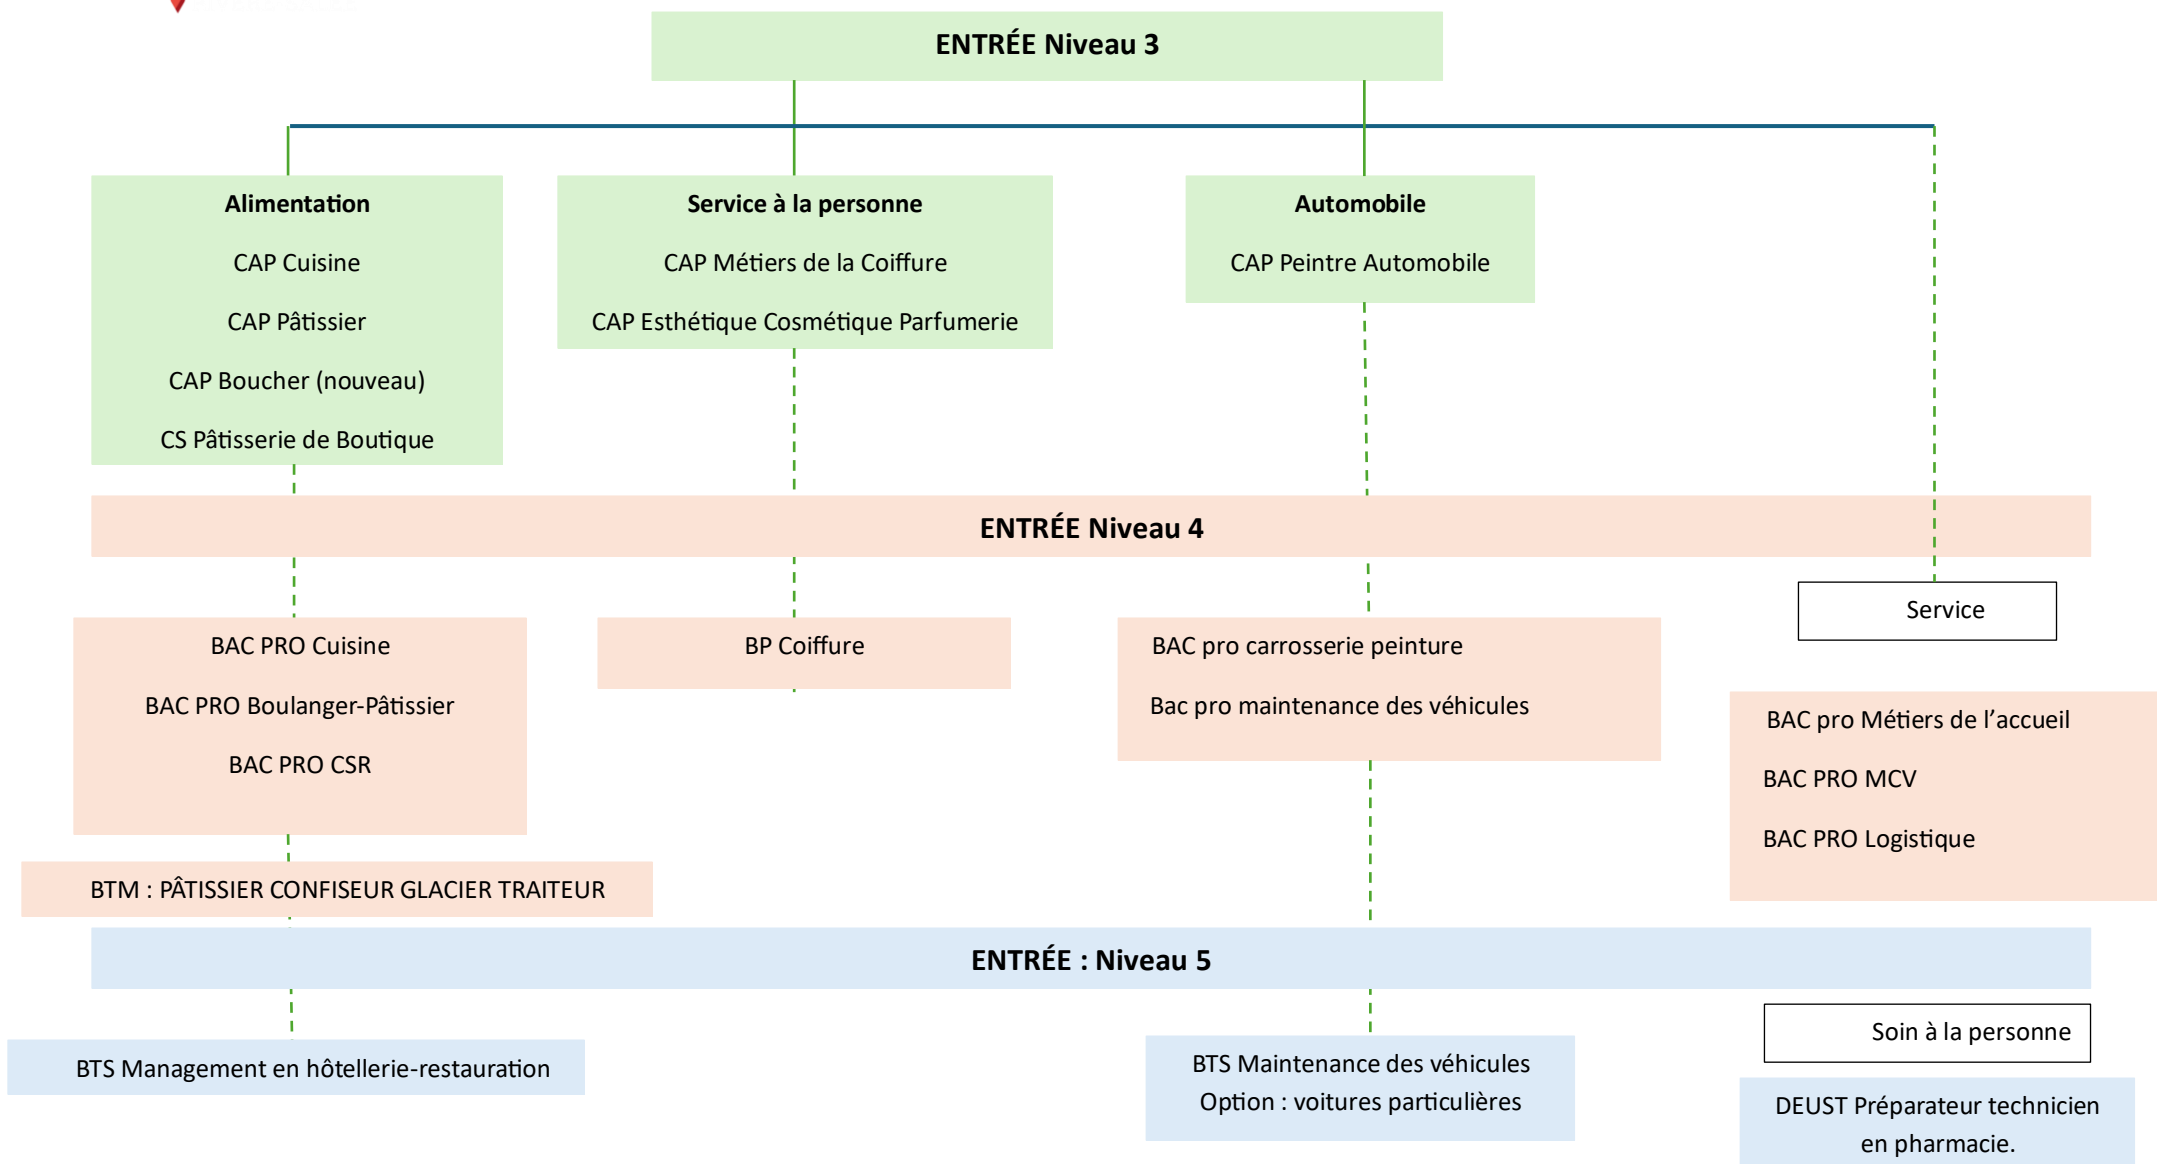 ENTRÉE Niveau 3
Alimentation
CAP Cuisine
CAP Pâtissier
CAP Boucher (nouveau)
CS Pâtisserie de Boutique
Service à la personne
CAP Métiers de la Coiffure
CAP Esthétique Cosmétique Parfumerie
Automobile
CAP Peintre Automobile
ENTRÉE Niveau 4
BAC PRO Cuisine
BAC PRO Boulanger-Pâtissier
BAC PRO CSR
BTM : PÂTISSIER CONFISEUR GLACIER TRAITEUR
BP Coiffure
BAC pro carrosserie peinture
Bac pro maintenance des véhicules
Service
BAC pro Métiers de l’accueil
BAC PRO MCV
BAC PRO Logistique
ENTRÉE : Niveau 5
BTS Management en hôtellerie-restauration
BTS Maintenance des véhicules
Option : voitures particulières
Soin à la personne
DEUST Préparateur technicien
en pharmacie.